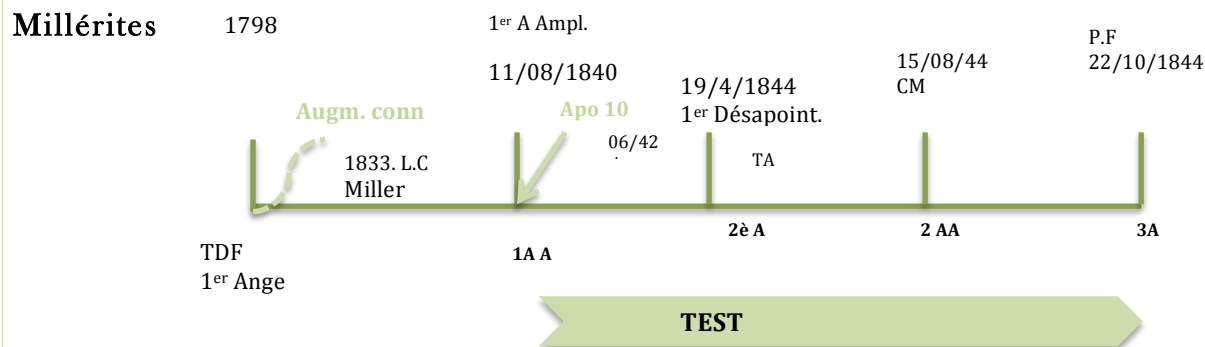 Millérites
1798
1er A Ampl.
11/08/1840
Apo 10
Augm. conn
1833. L.C
Miller
06/42
19/4/1844
1er Désapoint.
TA
15/08/44
CM
P.F
22/10/1844
TDF
1er Ange
1A A
2è A
2 AA
3A
TEST